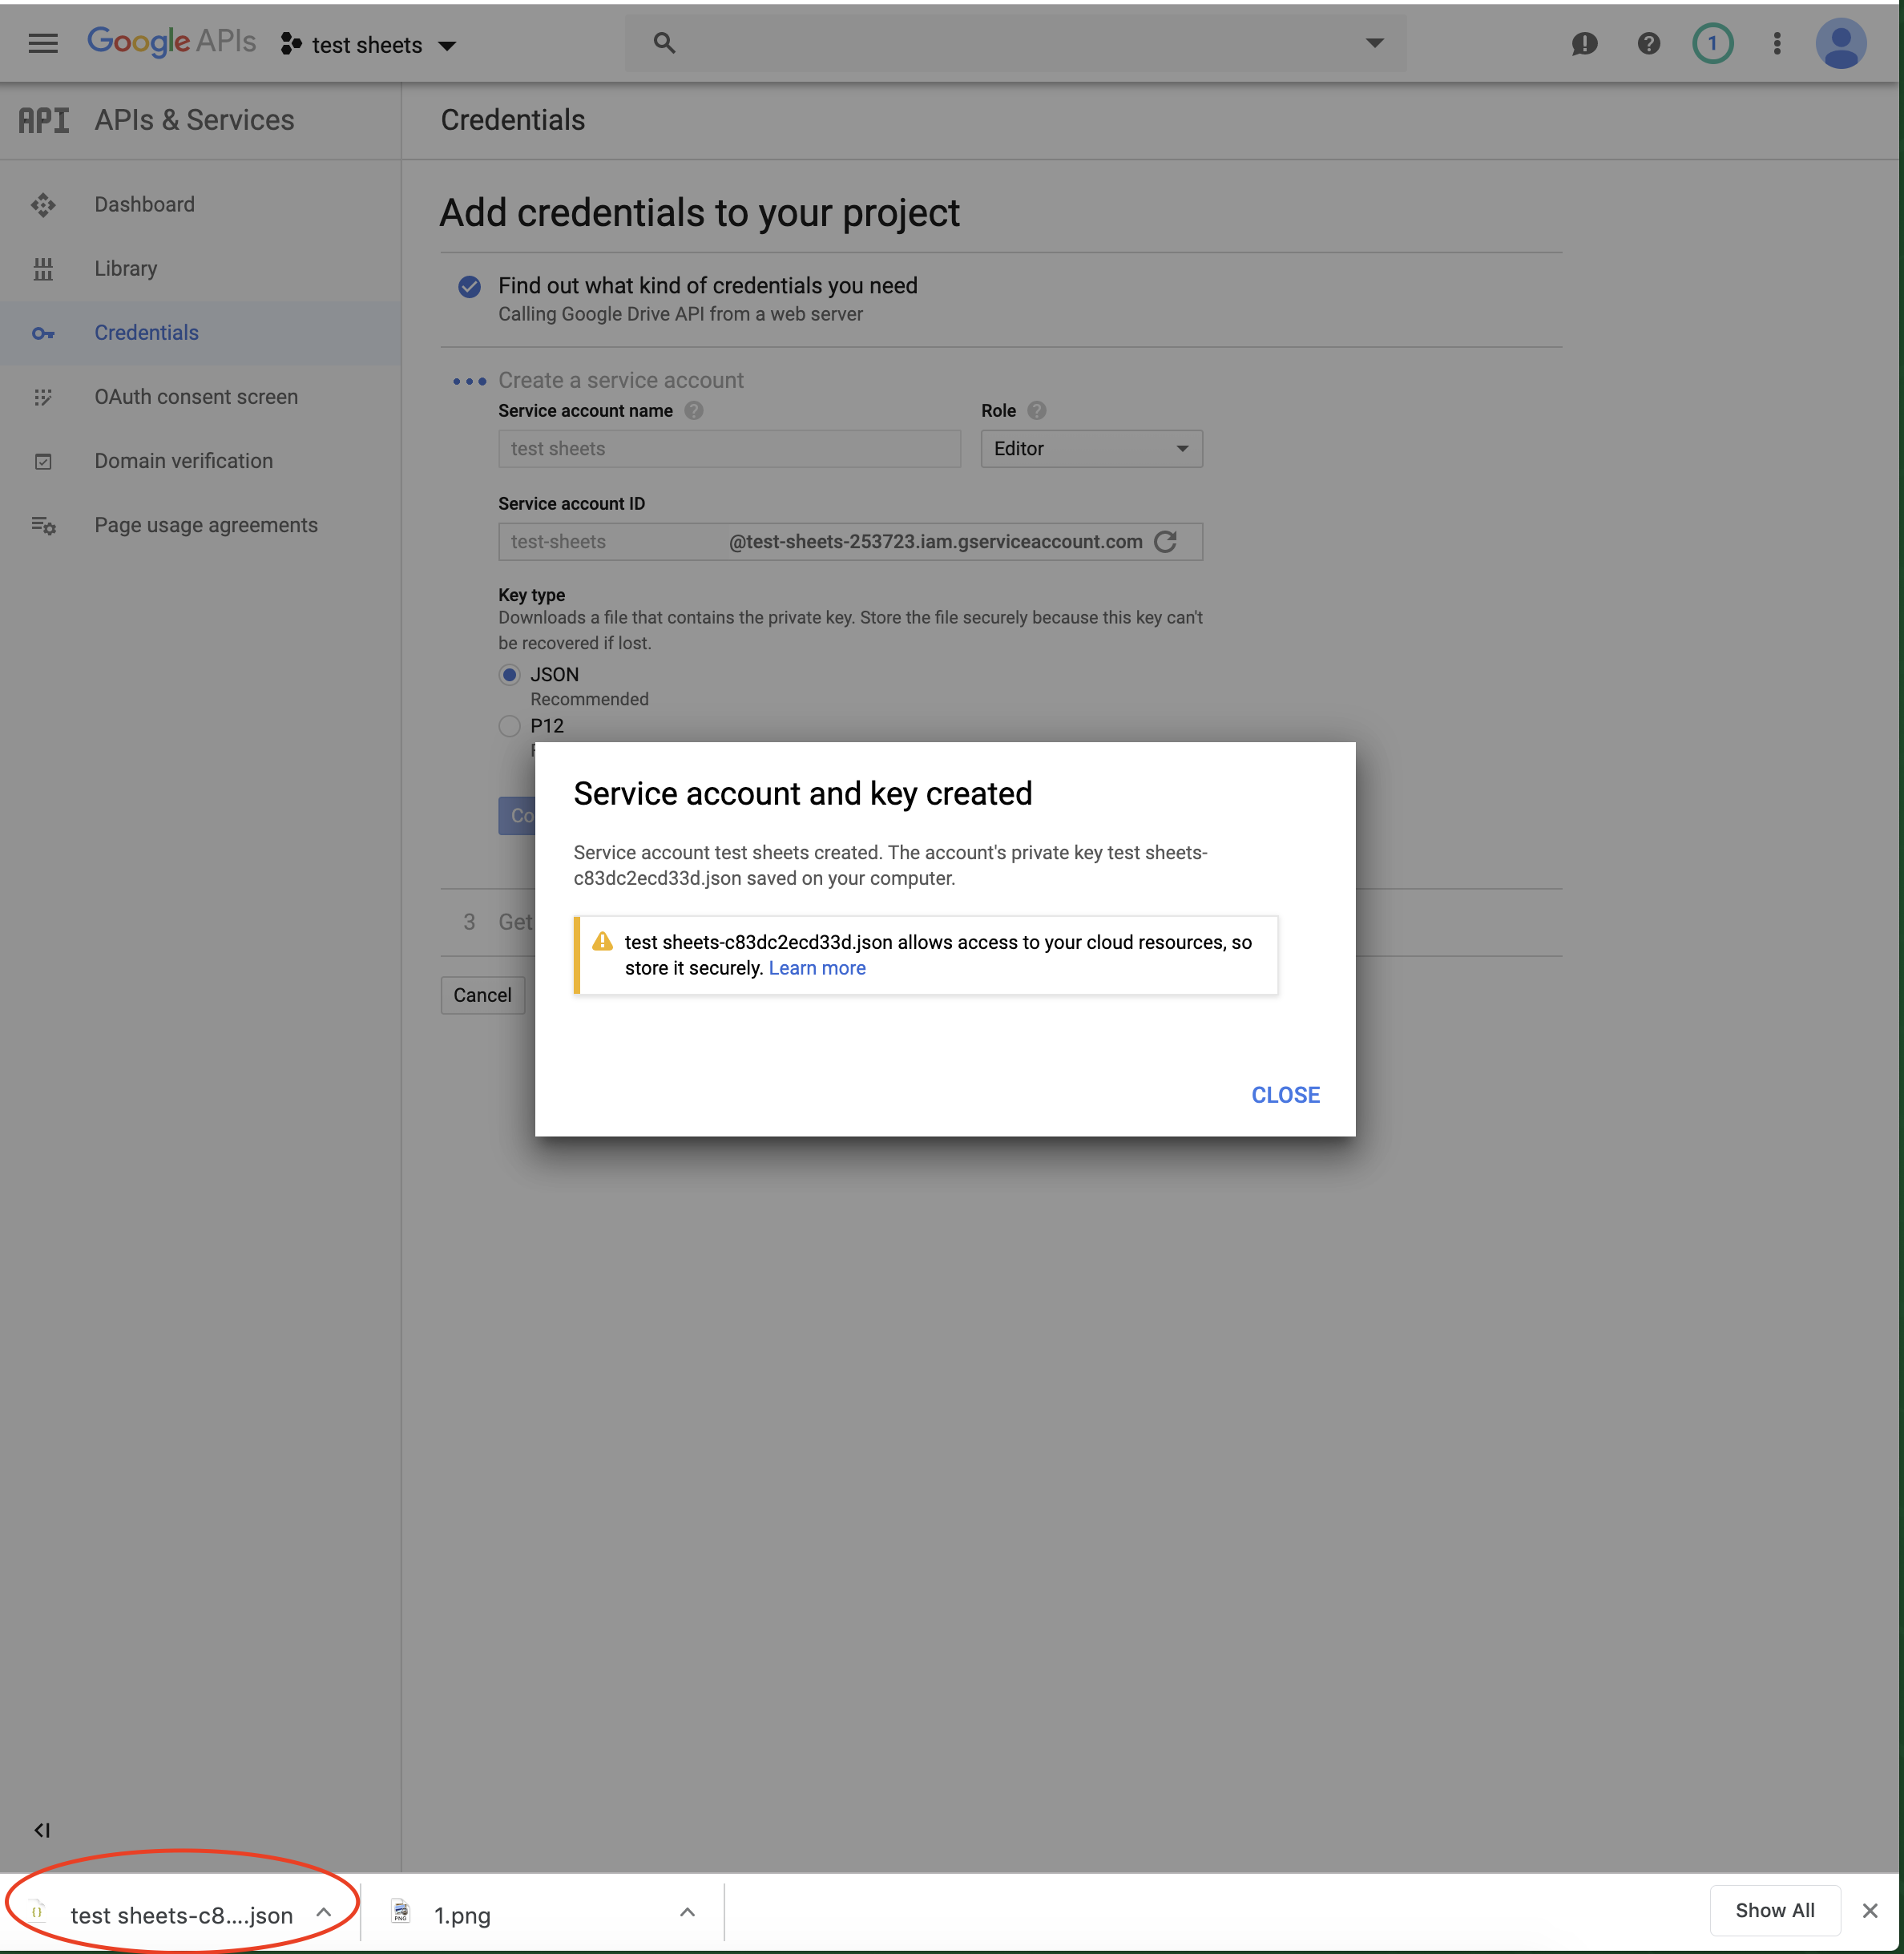 Google APIs
test sheets
1
API APIs & Services
Credentials
Dashboard
Library
Credentials
OAuth consent screen
Domain verification
Page usage agreements
Add credentials to your project
Find out what kind of credentials you need
Calling Google Drive API from a web server
Create a service account
Service account name
Role
test sheets
Editor
Service account ID
test-sheets @test-sheets-253723.iam.gserviceaccount.com
Key type
Downloads a file that contains the private key. Store the file securely because this key can't
be recovered if lost.
JSON
Recommended
P12
Co
3 Get
Cancel
Service account and key created
Service account test sheets created. The account's private key test sheets-
c83dc2ecd33d.json saved on your computer.
test sheets-c83dc2ecd33d.json allows access to your cloud resources, so
store it securely. Learn more
CLOSE
test sheets-c8....json
1.png
Show All